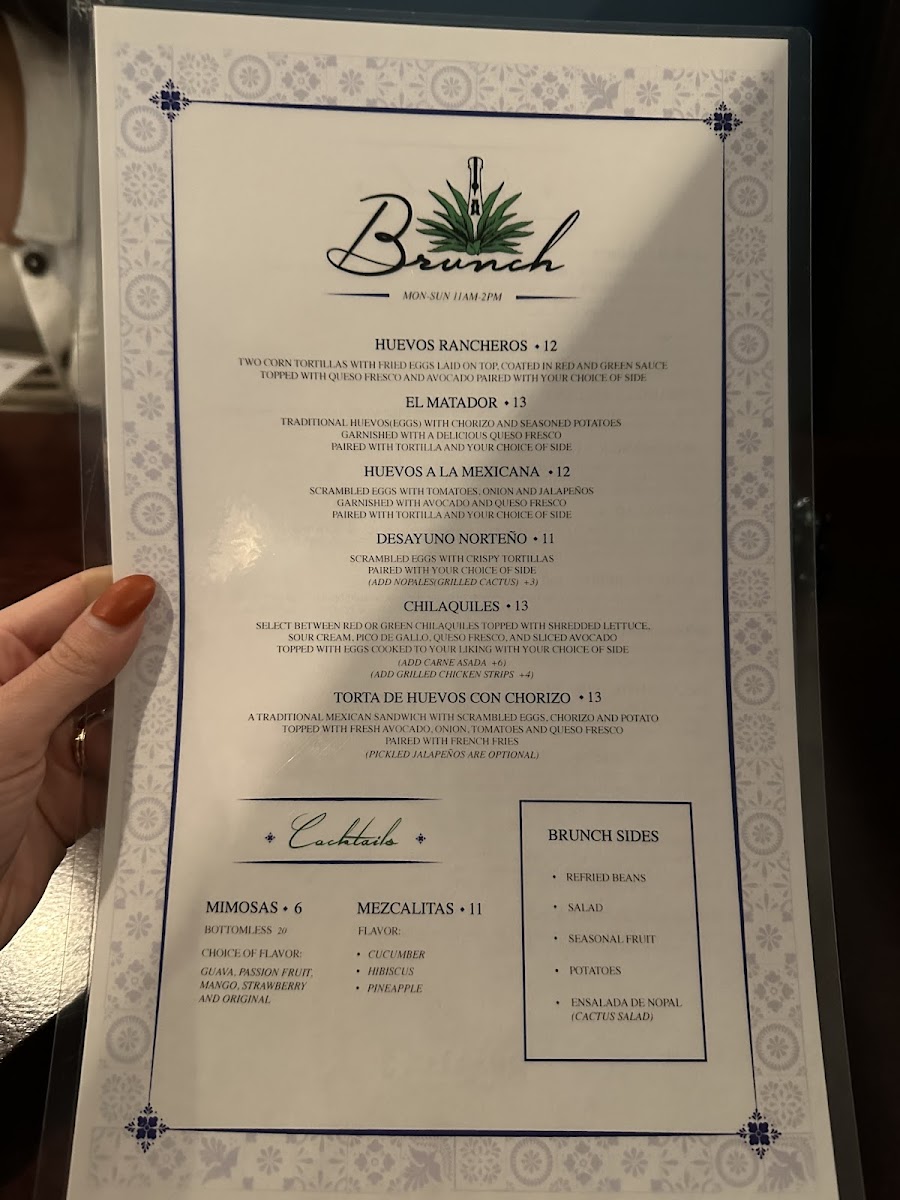 Brunch
MON-SUN 11AM-2PM
HUEVOS RANCHEROS • 12
TWO CORN TORTILLAS WITH FRIED EGGS LAID ON TOP, COATED IN RED AND GREEN SAUCE
TOPPED WITH QUESO FRESCO AND AVOCADO PAIRED WITH YOUR CHOICE OF SIDE
EL MATADOR • 13
TRADITIONAL HUEVOS(EGGS) WITH CHORIZO AND SEASONED POTATOES
GARNISHED WITH A DELICIOUS QUESO FRESCO
PAIRED WITH TORTILLA AND YOUR CHOICE OF SIDE
HUEVOS A LA MEXICANA • 12
SCRAMBLED EGGS WITH TOMATOES, ONION AND JALAPEÑOS
GARNISHED WITH AVOCADO AND QUESO FRESCO
PAIRED WITH TORTILLA AND YOUR CHOICE OF SIDE
DESAYUNO NORTEÑO • 11
SCRAMBLED EGGS WITH CRISPY TORTILLAS
PAIRED WITH YOUR CHOICE OF SIDE
(ADD NOPALES(GRILLED CACTUS) +3)
CHILAQUILES • 13
SELECT BETWEEN RED OR GREEN CHILAQUILES TOPPED WITH SHREDDED LETTUCE,
SOUR CREAM, PICO DE GALLO, QUESO FRESCO, AND SLICED AVOCADO
TOPPED WITH EGGS COOKED TO YOUR LIKING WITH YOUR CHOICE OF SIDE
(ADD CARNE ASADA +6)
(ADD GRILLED CHICKEN STRIPS +4)
TORTA DE HUEVOS CON CHORIZO • 13
A TRADITIONAL MEXICAN SANDWICH WITH SCRAMBLED EGGS, CHORIZO AND POTATO
TOPPED WITH FRESH AVOCADO, ONION, TOMATOES AND QUESO FRESCO
PAIRED WITH FRENCH FRIES
(PICKLED JALAPEÑOS ARE OPTIONAL)
Cocktails
MIMOSAS • 6
BOTTOMLESS 20
CHOICE OF FLAVOR:
GUAVA, PASSION FRUIT,
MANGO, STRAWBERRY
AND ORIGINAL
MEZCALITAS • 11
FLAVOR:
• CUCUMBER
• HIBISCUS
• PINEAPPLE
BRUNCH SIDES
• REFRIED BEANS
• SALAD
• SEASONAL FRUIT
• POTATOES
• ENSALADA DE NOPAL
(CACTUS SALAD)